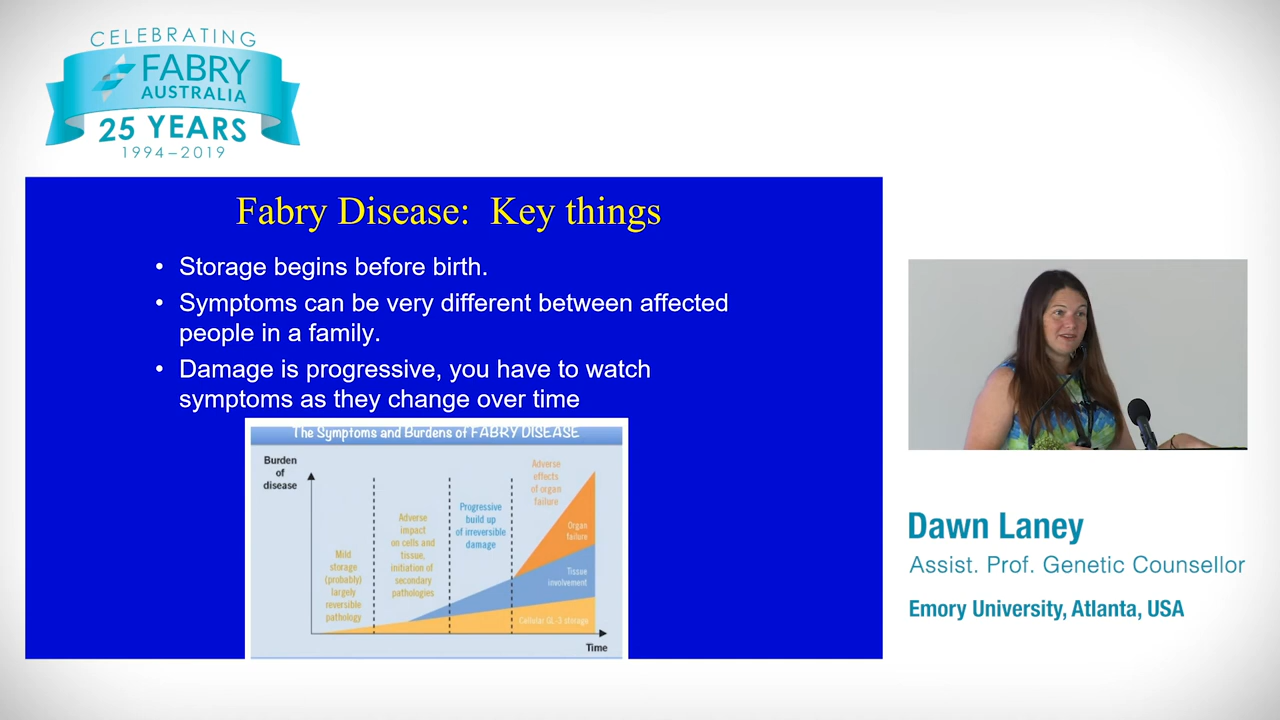 CELEBRATING
FABRY
AUSTRALIA
25 YEARS
1994–2019
Fabry Disease: Key things
• Storage begins before birth.
• Symptoms can be very different between affected
people in a family.
• Damage is progressive, you have to watch
symptoms as they change over time
The Symptoms and Burdens of FABRY DISEASE
Burden
of
disease
Mild
storage
(probably)
largely
reversible
pathology
Adverse
impact
on cells and
tissue,
initiation of
secondary
pathologies
Progressive
build up
of irreversible
damage
Adverse
effects
of organ
failure
Organ
failure
Tissue
involvement
Cellular GL-3 storage
Time
Dawn Laney
Assist. Prof. Genetic Counsellor
Emory University, Atlanta, USA